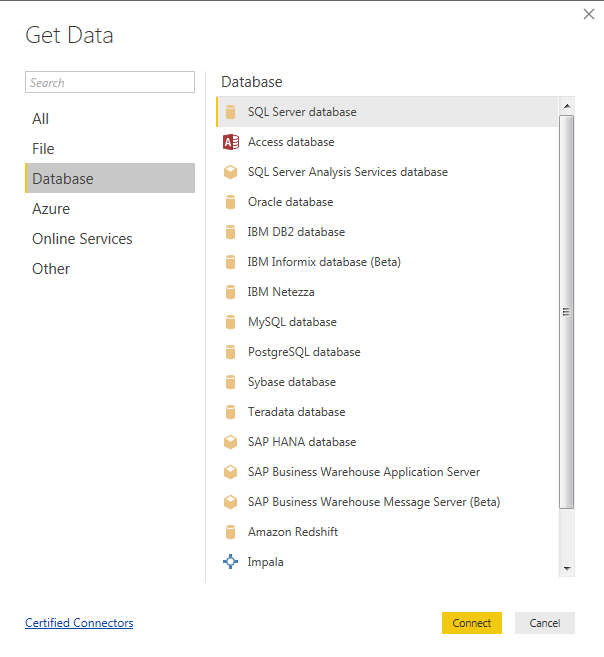 Get Data
Search
All
File
Database
Azure
Online Services
Other
Database
SQL Server database
Access database
SQL Server Analysis Services database
Oracle database
IBM DB2 database
IBM Informix database (Beta)
IBM Netezza
MySQL database
PostgreSQL database
Sybase database
Teradata database
SAP HANA database
SAP Business Warehouse Application Server
SAP Business Warehouse Message Server (Beta)
Amazon Redshift
Impala
Certified Connectors
Connect
Cancel